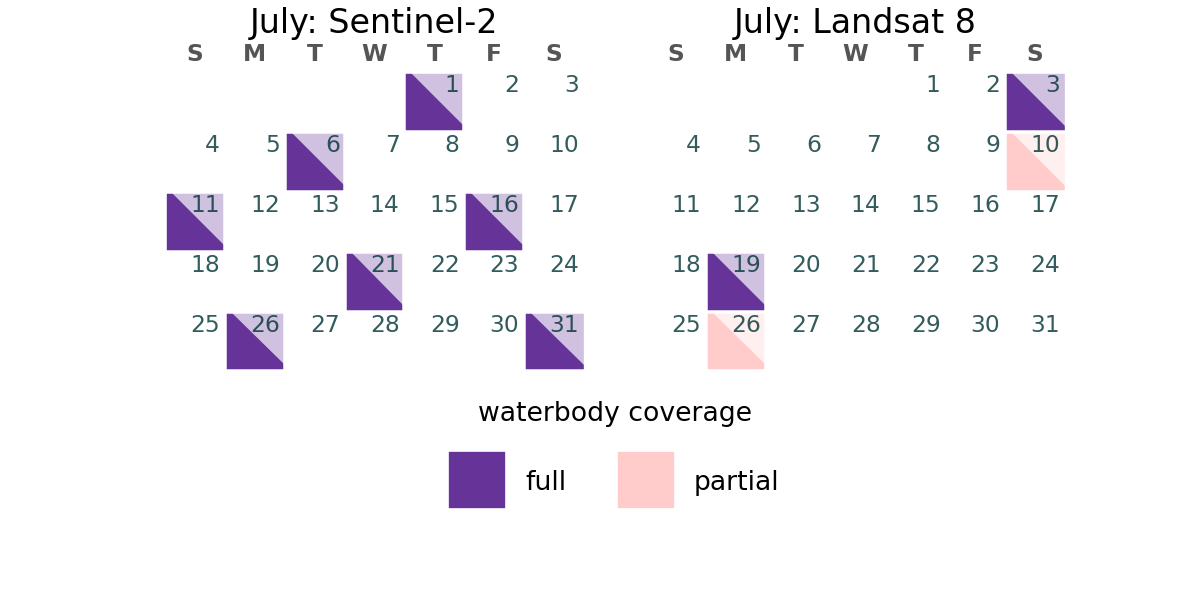 July: Sentinel-2
S M T W T F S
1 2 3
4 5 6 7 8 9 10
11 12 13 14 15 16 17
18 19 20 21 22 23 24
25 26 27 28 29 30 31
July: Landsat 8
S M T W T F S
1 2 3
4 5 6 7 8 9 10
11 12 13 14 15 16 17
18 19 20 21 22 23 24
25 26 27 28 29 30 31
waterbody coverage
full partial